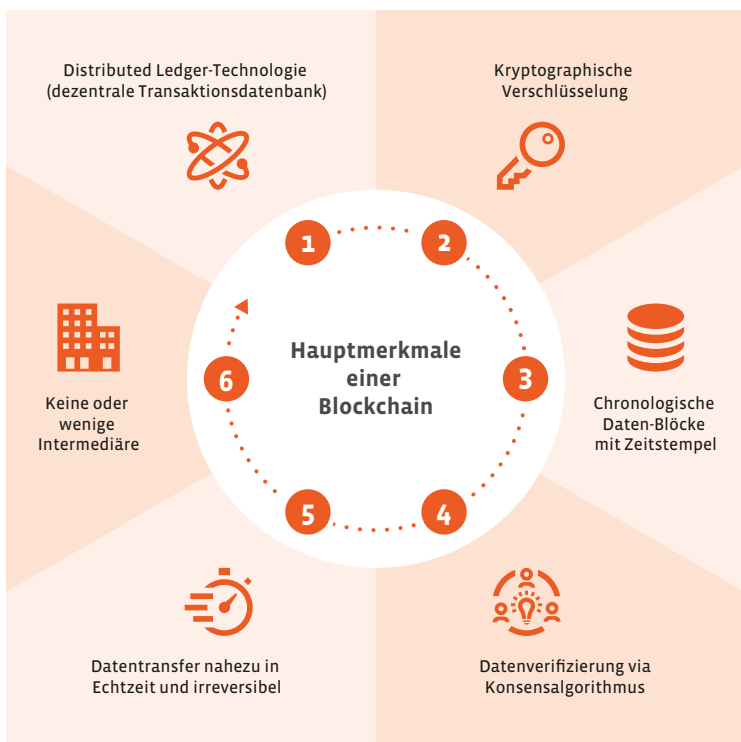 Distributed Ledger-Technologie
(dezentrale Transaktionsdatenbank)
Kryptographische
Verschlüsselung
1
2
3
4
5
6
Hauptmerkmale
einer
Blockchain
Chronologische
Daten-Blöcke
mit Zeitstempel
Datenverifizierung via
Konsensalgorithmus
Datentransfer nahezu in
Echtzeit und irreversibel
Keine oder
wenige
Intermediäre